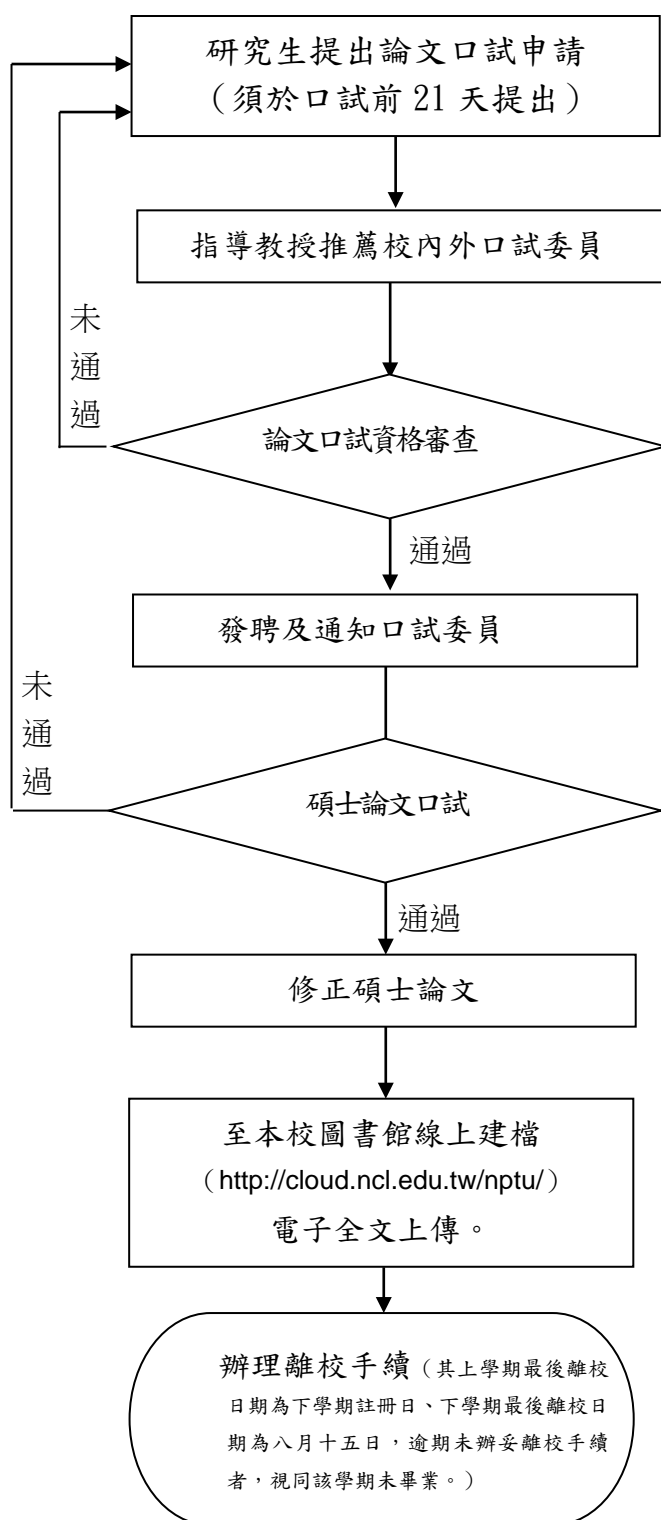 研究生提出論文口試申請
（須於口試前 21 天提出）
指導教授推薦校內外口試委員
未
通
過
論文口試資格審查
通過
發聘及通知口試委員
未
通
過
碩士論文口試
通過
修正碩士論文
至本校圖書館線上建檔
（http://cloud.ncl.edu.tw/nptu/）
電子全文上傳。
辦理離校手續（其上學期最後離校
日期為下學期註冊日、下學期最後離校日
期為八月十五日，逾期未辦妥離校手續
者，視同該學期未畢業。）